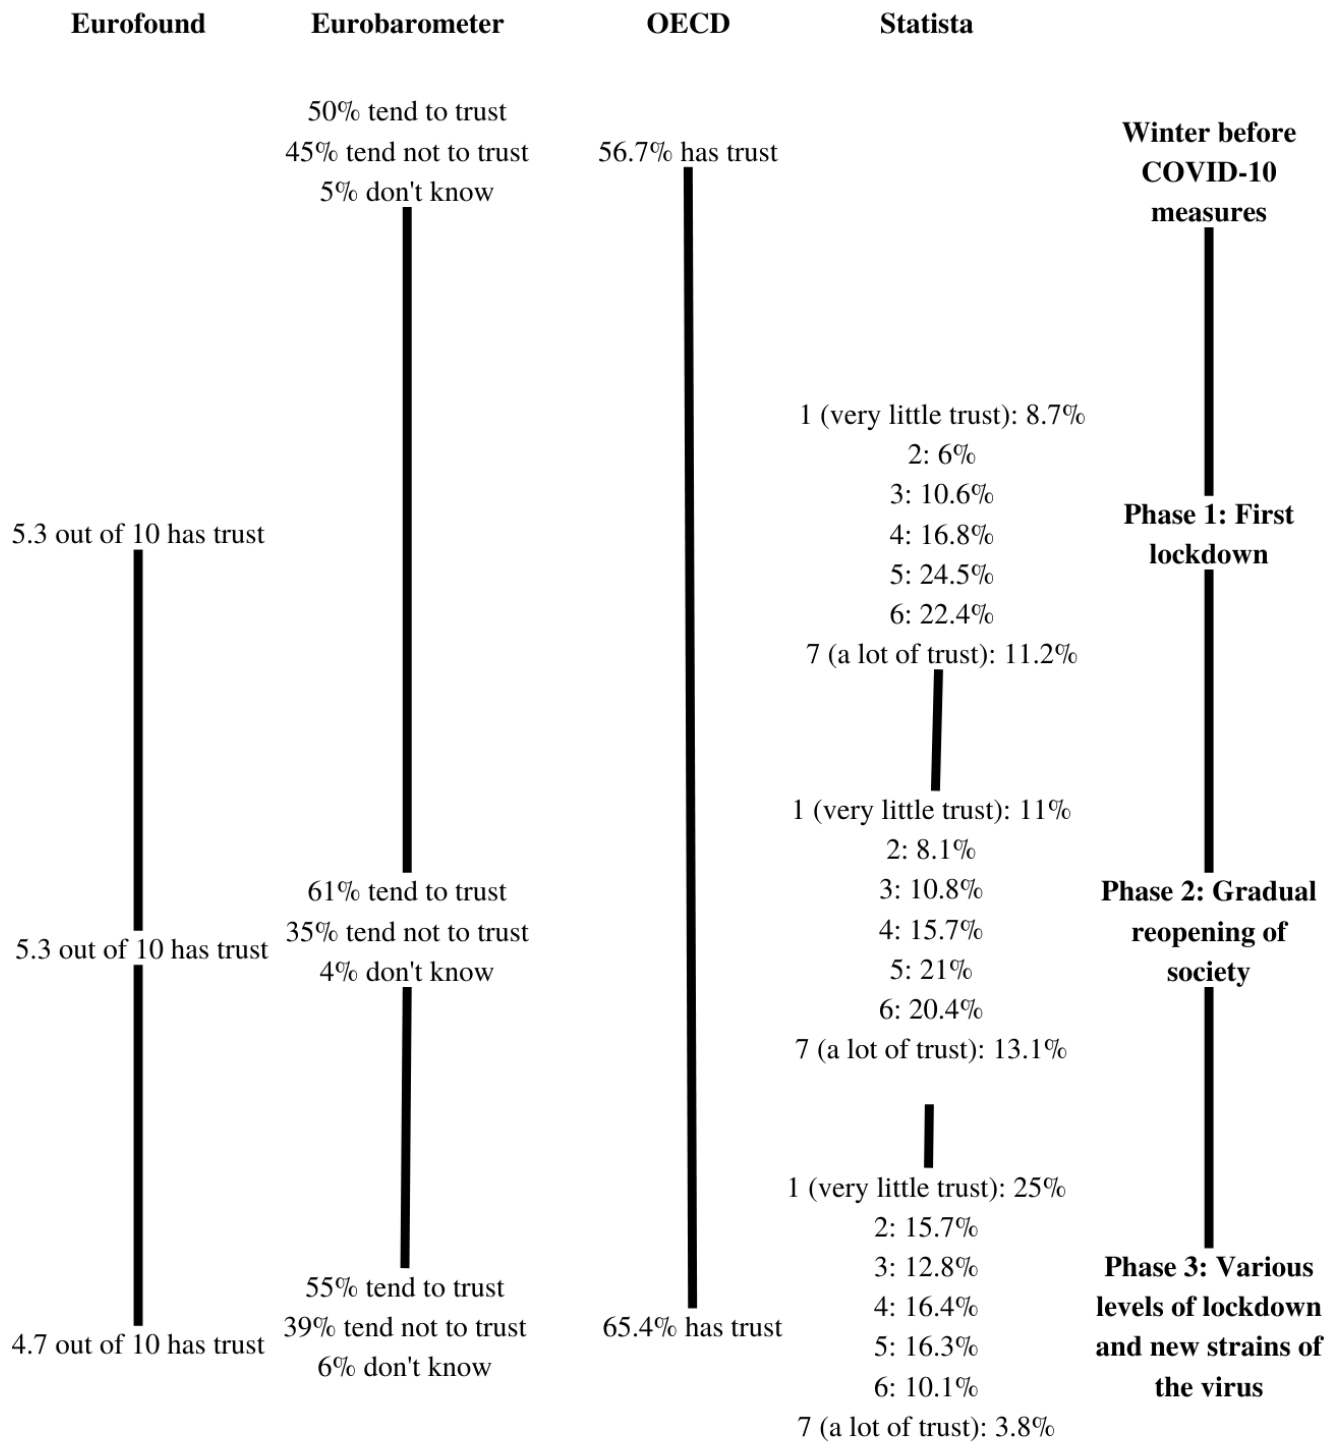 Eurofound
Eurobarometer
OECD
Statista
50% tend to trust
45% tend not to trust
5% don't know
56.7% has trust
Winter before
COVID-10
measures
1 (very little trust): 8.7%
2: 6%
3: 10.6%
4: 16.8%
5: 24.5%
6: 22.4%
7 (a lot of trust): 11.2%
5.3 out of 10 has trust
Phase 1: First
lockdown
1 (very little trust): 11%
2: 8.1%
3: 10.8%
4: 15.7%
5: 21%
6: 20.4%
7 (a lot of trust): 13.1%
61% tend to trust
35% tend not to trust
4% don't know
5.3 out of 10 has trust
Phase 2: Gradual
reopening of
society
1 (very little trust): 25%
2: 15.7%
3: 12.8%
4: 16.4%
5: 16.3%
6: 10.1%
7 (a lot of trust): 3.8%
55% tend to trust
39% tend not to trust
6% don't know
4.7 out of 10 has trust
65.4% has trust
Phase 3: Various
levels of lockdown
and new strains of
the virus